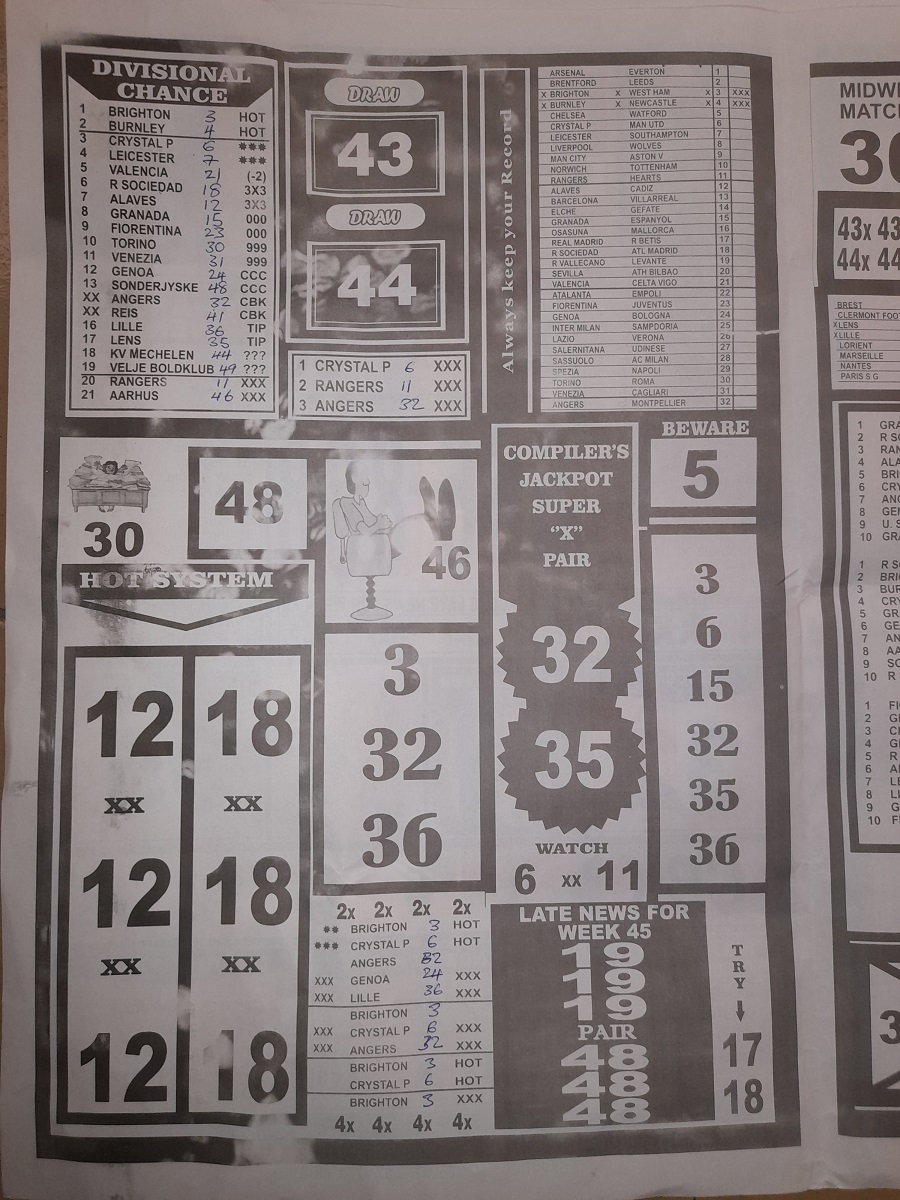 DIVISIONAL
CHANCE
1 BRIGHTON 3 HOT
2 BURNLEY 4 HOT
3 CRYSTAL P 6 ***
4 LEICESTER 7 ***
5 VALENCIA 21 (-2)
6 R SOCIEDAD 18 3X3
7 ALAVES 12 3X3
8 GRANADA 15 000
9 FIORENTINA 23 000
10 TORINO 30 999
11 VENEZIA 31 999
12 GENOA 24 CCC
13 SONDERJYSKE 48 CCC
XX ANGERS 32 CBK
XX REIS 41 CBK
16 LILLE 36 TIP
17 LENS 35 TIP
18 KV MECHELEN 44 ???
19 VELJE BOLDKLUB 49 ???
20 RANGERS 11 XXX
21 AARHUS 46 XXX
DRAW
43
DRAW
44
1 CRYSTAL P 6 XXX
2 RANGERS 11 XXX
3 ANGERS 32 XXX
Always keep your Record
ARSENAL EVERTON 1
BRENTFORD LEEDS 2
X BRIGHTON X WEST HAM X 3 XXX
X BURNLEY X NEWCASTLE X 4 XXX
CHELSEA WATFORD 5
CRYSTAL P MAN UTD 6
LEICESTER SOUTHAMPTON 7
LIVERPOOL WOLVES 8
MAN CITY ASTON V 9
NORWICH TOTTENHAM 10
RANGERS HEARTS 11
ALAVES CADIZ 12
BARCELONA VILLARREAL 13
ELCHE GEFATE 14
GRANADA ESPANYOL 15
OSASUNA MALLORCA 16
REAL MADRID R BETIS 17
R SOCIEDAD ATL MADRID 18
R VALLECANO LEVANTE 19
SEVILLA ATH BILBAO 20
VALENCIA CELTA VIGO 21
ATALANTA EMPOLI 22
FIORENTINA JUVENTUS 23
GENOA BOLOGNA 24
INTER MILAN SAMPDORIA 25
LAZIO VERONA 26
SALERNITANA UDINESE 27
SASSUOLO AC MILAN 28
SPEZIA NAPOLI 29
TORINO ROMA 30
VENEZIA CAGLIARI 31
ANGERS MONTPELLIER 32
30
48
46
HOT SYSTEM
12 18
XX XX
12 18
XX XX
12 18
3
32
36
2x 2x 2x 2x
** BRIGHTON 3 HOT
*** CRYSTAL P 6 HOT
ANGERS 32
XXX GENOA 24 XXX
XXX LILLE 36 XXX
BRIGHTON 3
XXX CRYSTAL P 6 XXX
XXX ANGERS 32 XXX
BRIGHTON 3 HOT
CRYSTAL P 6 HOT
BRIGHTON 3 XXX
4x 4x 4x 4x
COMPILER'S
JACKPOT
SUPER
"X"
PAIR
32
35
WATCH
6 XX 11
BEWARE
5
3
6
15
32
35
36
LATE NEWS FOR
WEEK 45
19
19
19
PAIR
48
48
48
TRY
17
18
43x 43
44x 44
BREST
CLERMONT FOO
XLENS
XLILLE
LORIENT
MARSEILLE
NANTES
PARIS S G